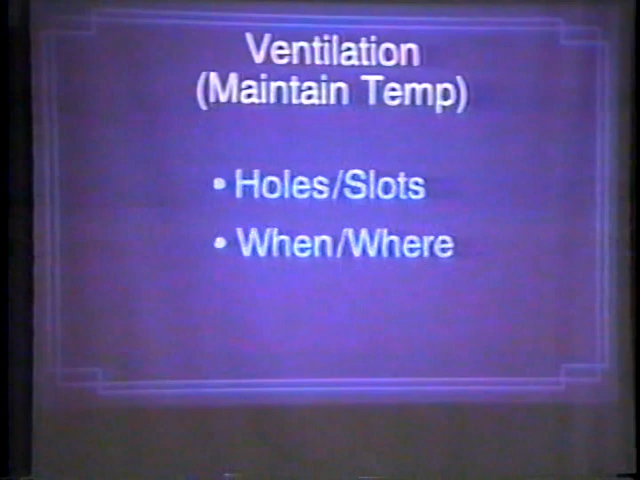 Ventilation
(Maintain Temp)
• Holes/Slots
• When/Where